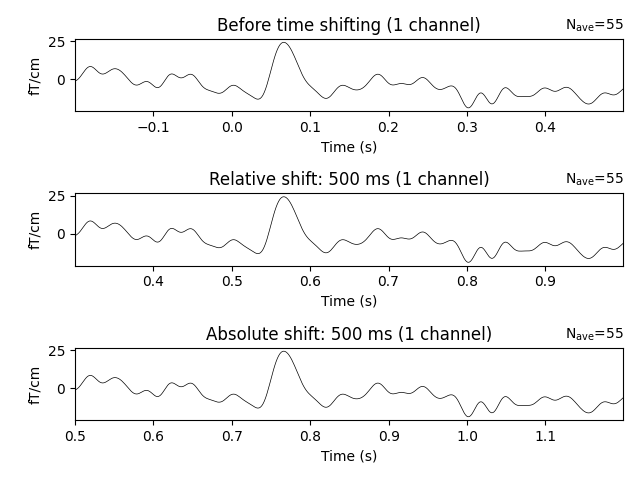 Before time shifting (1 channel)
Nave=55
25
0
fT/cm
−0.1 0.0 0.1 0.2 0.3 0.4
Time (s)
Relative shift: 500 ms (1 channel)
Nave=55
25
0
fT/cm
0.4 0.5 0.6 0.7 0.8 0.9
Time (s)
Absolute shift: 500 ms (1 channel)
Nave=55
25
0
fT/cm
0.5 0.6 0.7 0.8 0.9 1.0 1.1
Time (s)